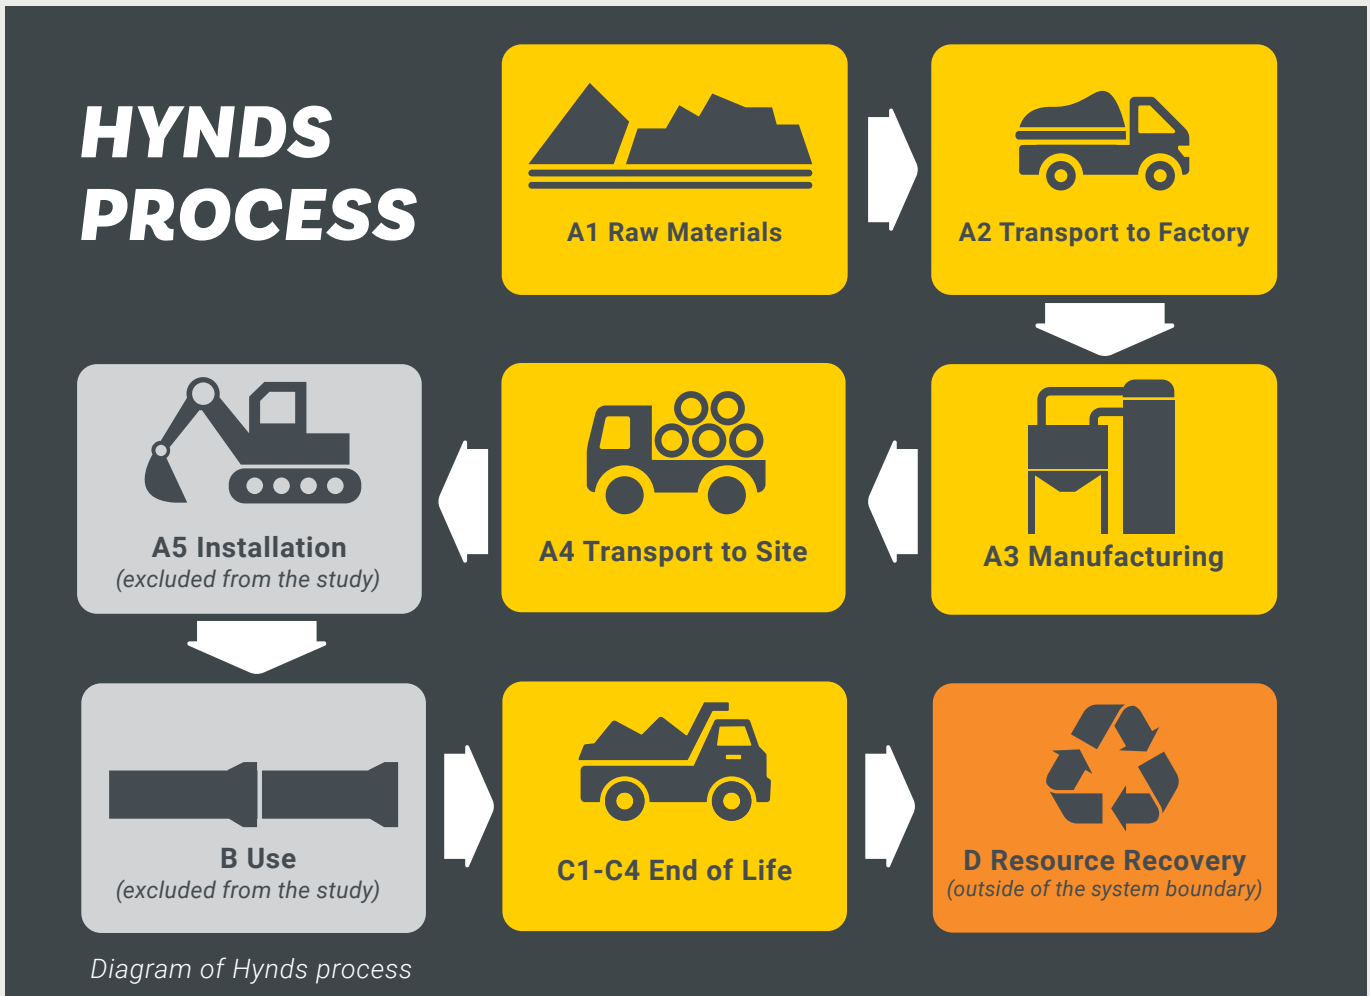 HYNDS
PROCESS
A1 Raw Materials
A2 Transport to Factory
A3 Manufacturing
A4 Transport to Site
A5 Installation
(excluded from the study)
B Use
(excluded from the study)
C1-C4 End of Life
D Resource Recovery
(outside of the system boundary)
Diagram of Hynds process